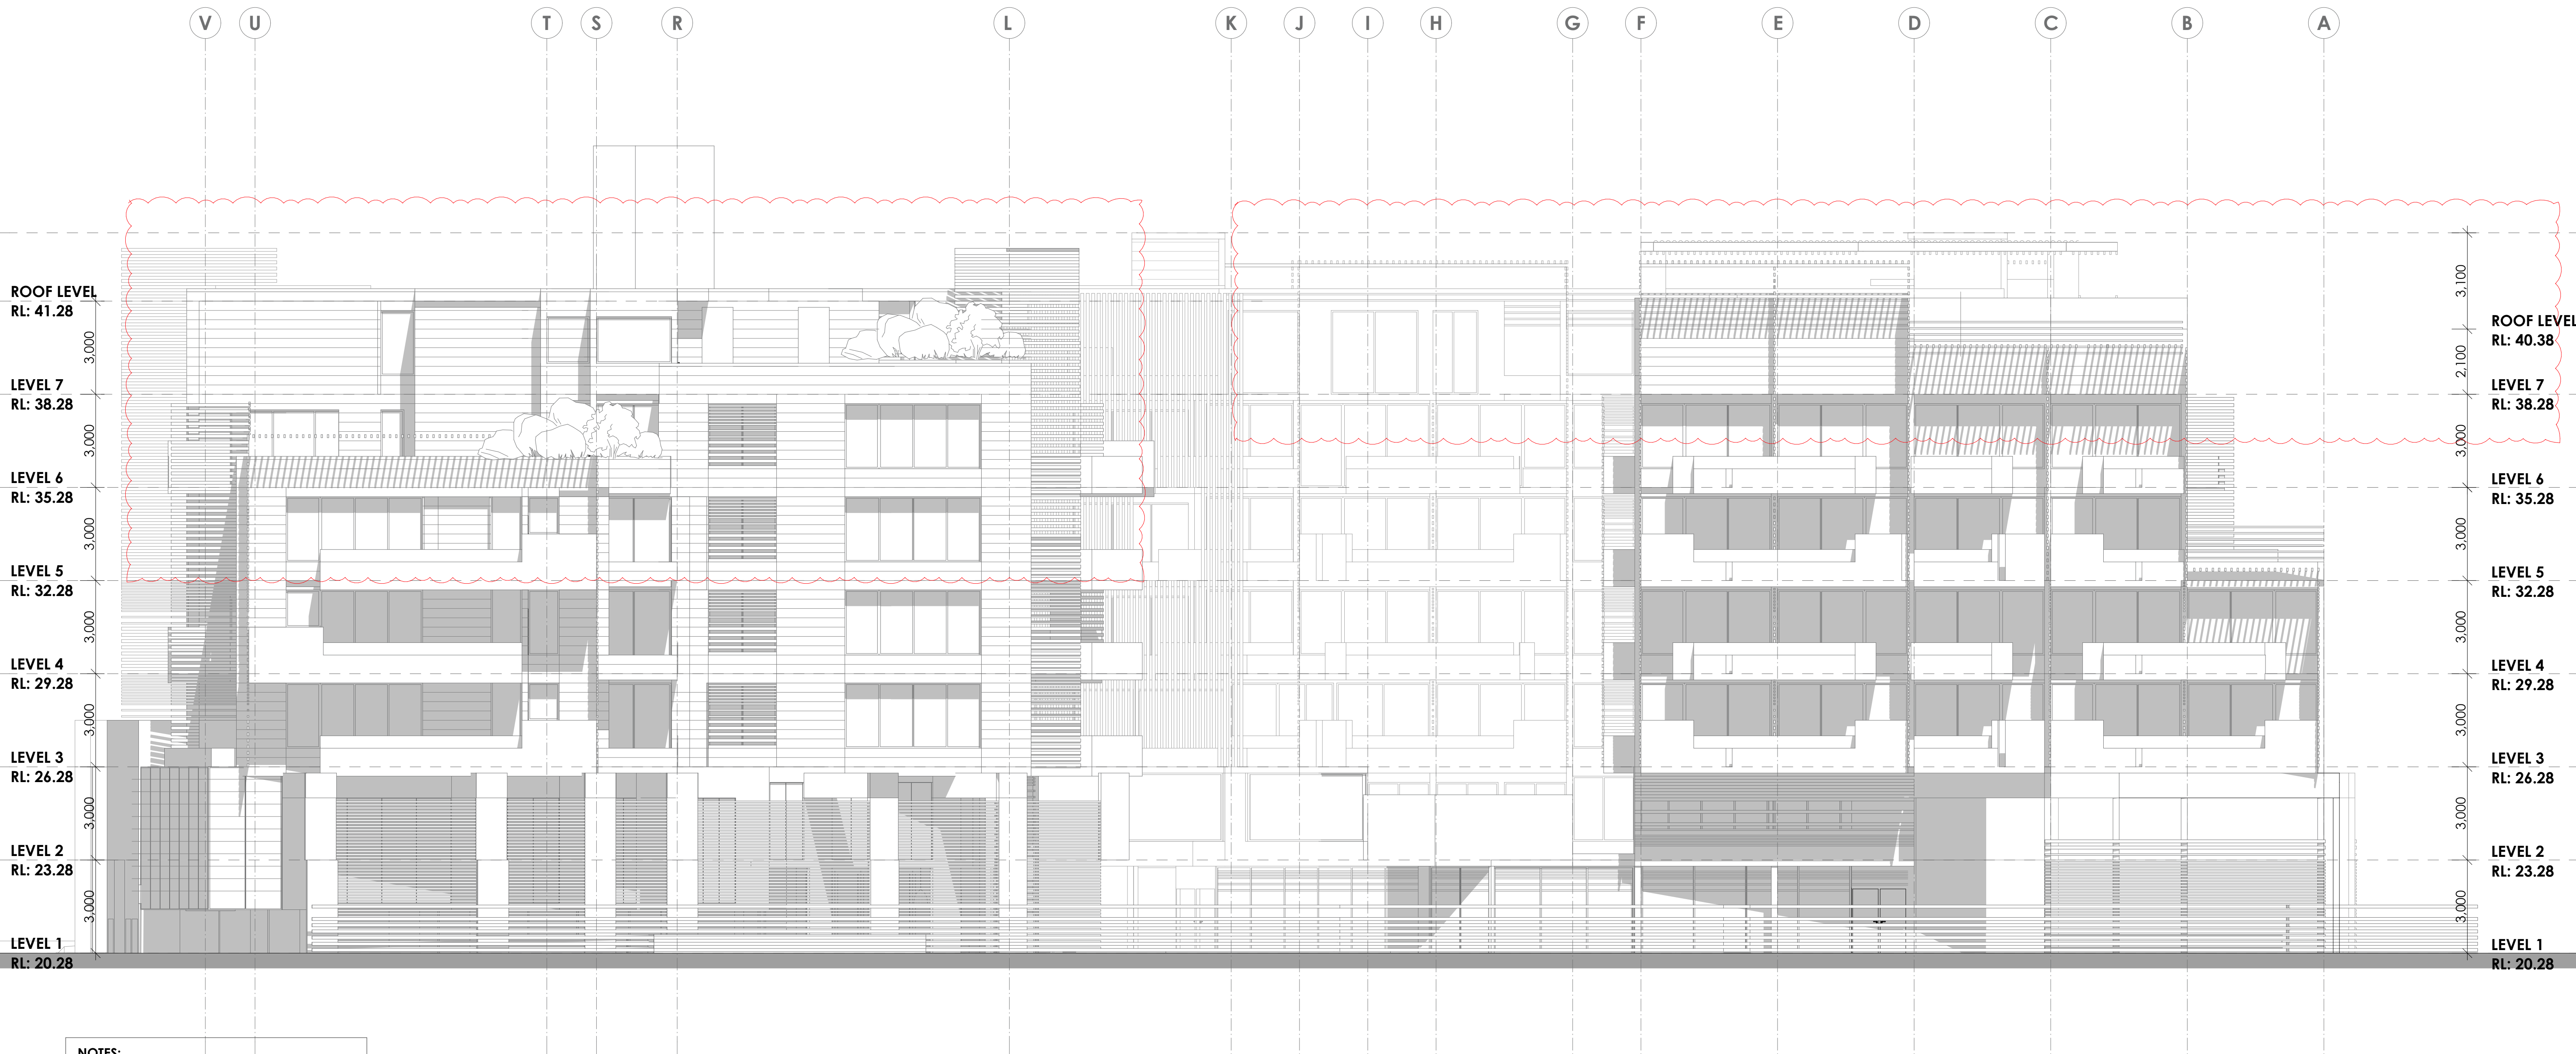 V U T S R L K J I H G F E D C B A
3,100
ROOF LEVEL
RL: 41.28
ROOF LEVEL
RL: 40.38
3,000
2,100
LEVEL 7
RL: 38.28
LEVEL 7
RL: 38.28
3,000
3,000
LEVEL 6
RL: 35.28
LEVEL 6
RL: 35.28
3,000
3,000
LEVEL 5
RL: 32.28
LEVEL 5
RL: 32.28
3,000
3,000
LEVEL 4
RL: 29.28
LEVEL 4
RL: 29.28
3,000
3,000
LEVEL 3
RL: 26.28
LEVEL 3
RL: 26.28
3,000
3,000
LEVEL 2
RL: 23.28
LEVEL 2
RL: 23.28
3,000
3,000
LEVEL 1
RL: 20.28
LEVEL 1
RL: 20.28
NOTES: